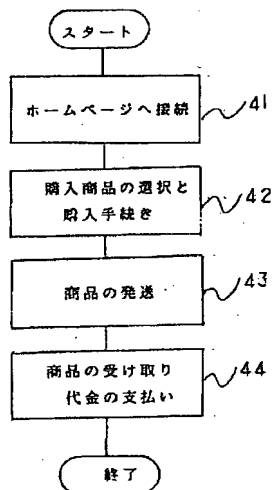 スタート
ホームページへ接続
41
購入商品の選択と
購入手続き
42
商品の発送
43
商品の受け取り
代金の支払い
44
終了